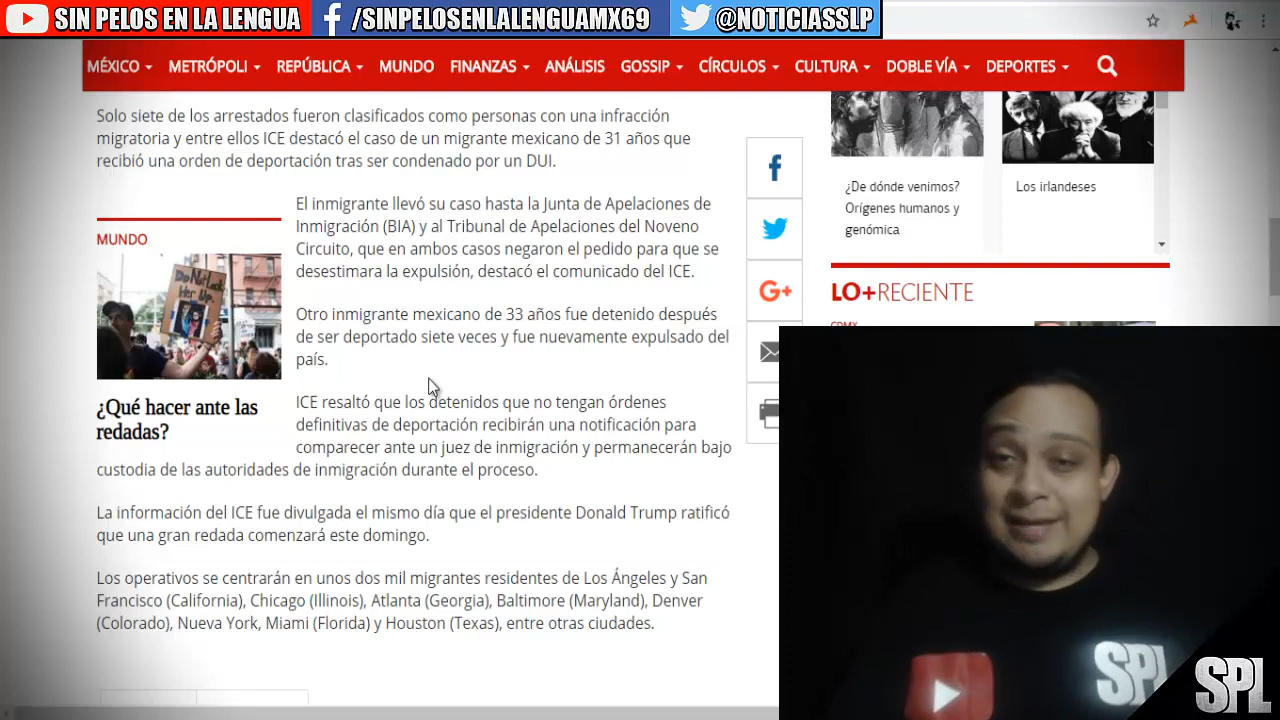 SIN PELOS EN LA LENGUA
/SINPELOSENLALENGUAMX69
@NOTICIASSLP
MÉXICO METRÓPOLI REPÚBLICA MUNDO FINANZAS ANÁLISIS GOSSIP CÍRCULOS CULTURA DOBLE VÍA DEPORTES
Solo siete de los arrestados fueron clasificados como personas con una infracción
migratoria y entre ellos ICE destacó el caso de un migrante mexicano de 31 años que
recibió una orden de deportación tras ser condenado por un DUI.
MUNDO
Do Not Lock
Her Up
¿Qué hacer ante las
redadas?
El inmigrante llevó su caso hasta la Junta de Apelaciones de
Inmigración (BIA) y al Tribunal de Apelaciones del Noveno
Circuito, que en ambos casos negaron el pedido para que se
desestimara la expulsión, destacó el comunicado del ICE.
Otro inmigrante mexicano de 33 años fue detenido después
de ser deportado siete veces y fue nuevamente expulsado del
país.
ICE resaltó que los detenidos que no tengan órdenes
definitivas de deportación recibirán una notificación para
comparecer ante un juez de inmigración y permanecerán bajo
custodia de las autoridades de inmigración durante el proceso.
La información del ICE fue divulgada el mismo día que el presidente Donald Trump ratificó
que una gran redada comenzará este domingo.
Los operativos se centrarán en unos dos mil migrantes residentes de Los Ángeles y San
Francisco (California), Chicago (Illinois), Atlanta (Georgia), Baltimore (Maryland), Denver
(Colorado), Nueva York, Miami (Florida) y Houston (Texas), entre otras ciudades.
G+
¿De dónde venimos?
Orígenes humanos y
genómica
Los irlandeses
LO+RECIENTE
CDMX
SPL
SPL